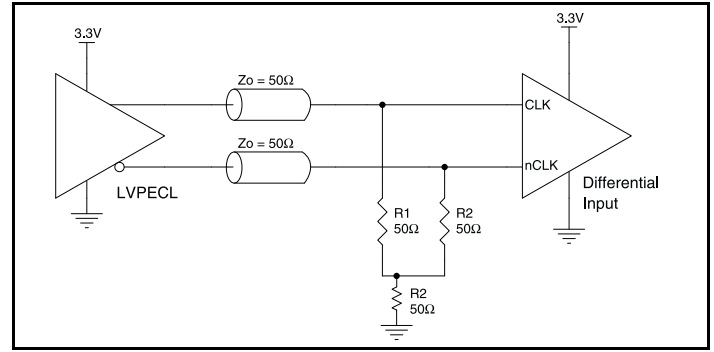 3.3V
3.3V
Zo = 50Ω
CLK
Zo = 50Ω
nCLK
LVPECL
Differential
Input
R1
50Ω
R2
50Ω
R2
50Ω